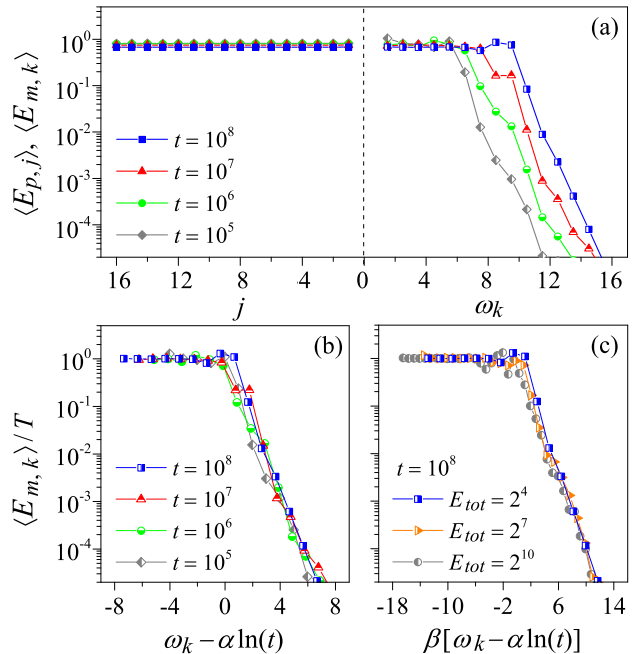 (a)
⟨E_{p,j}⟩, ⟨E_{m,k}⟩
10^0
10^{-1}
10^{-2}
10^{-3}
10^{-4}
t = 10^8
t = 10^7
t = 10^6
t = 10^5
16 12 8 4 0 4 8 12 16
j ω_k
(b) (c)
⟨E_{m,k}⟩/T
10^0
10^{-1}
10^{-2}
10^{-3}
10^{-4}
t = 10^8
t = 10^7
t = 10^6
t = 10^5
t = 10^8
E_{tot} = 2^4
E_{tot} = 2^7
E_{tot} = 2^{10}
-8 -4 0 4 8 -18 -10 -2 6 14
ω_k − α ln(t) β[ω_k − α ln(t)]